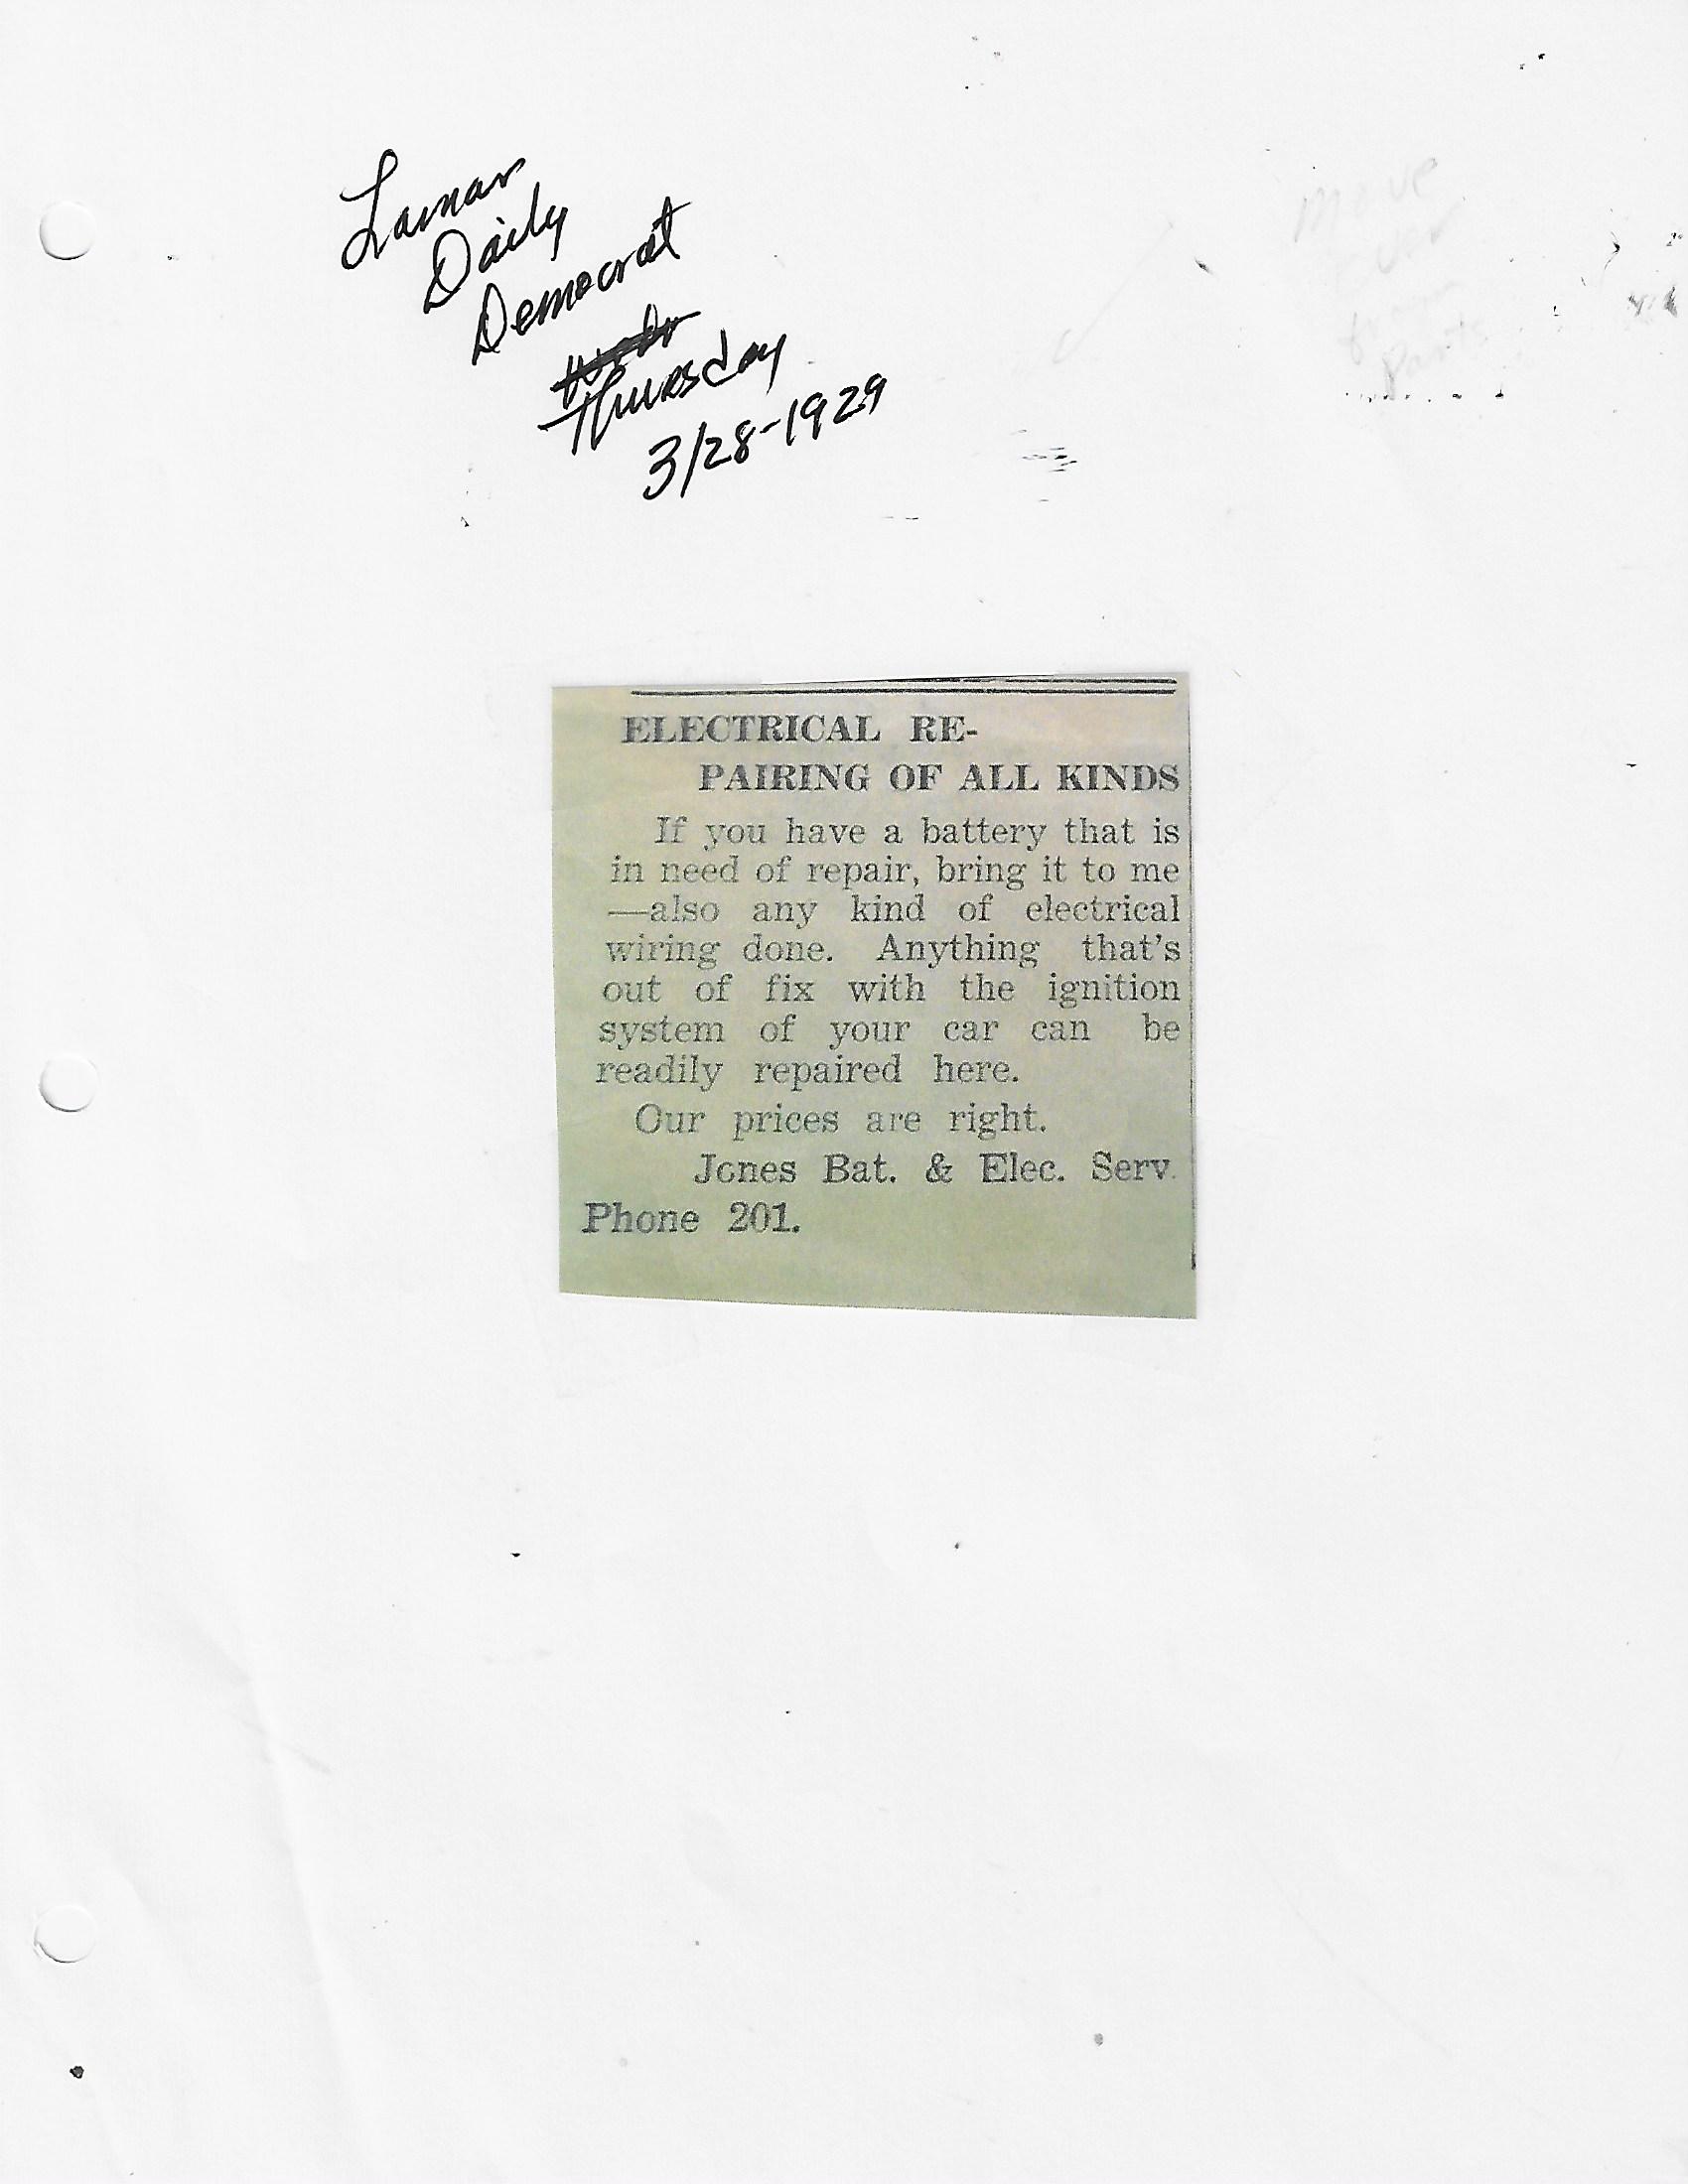 Lamar
Daily
Democrat
Thursday
3/28-1929
ELECTRICAL RE-
PAIRING OF ALL KINDS
If you have a battery that is
in need of repair, bring it to me
—also any kind of electrical
wiring done. Anything that's
out of fix with the ignition
system of your car can be
readily repaired here.
Our prices are right.
Jones Bat. & Elec. Serv.
Phone 201.